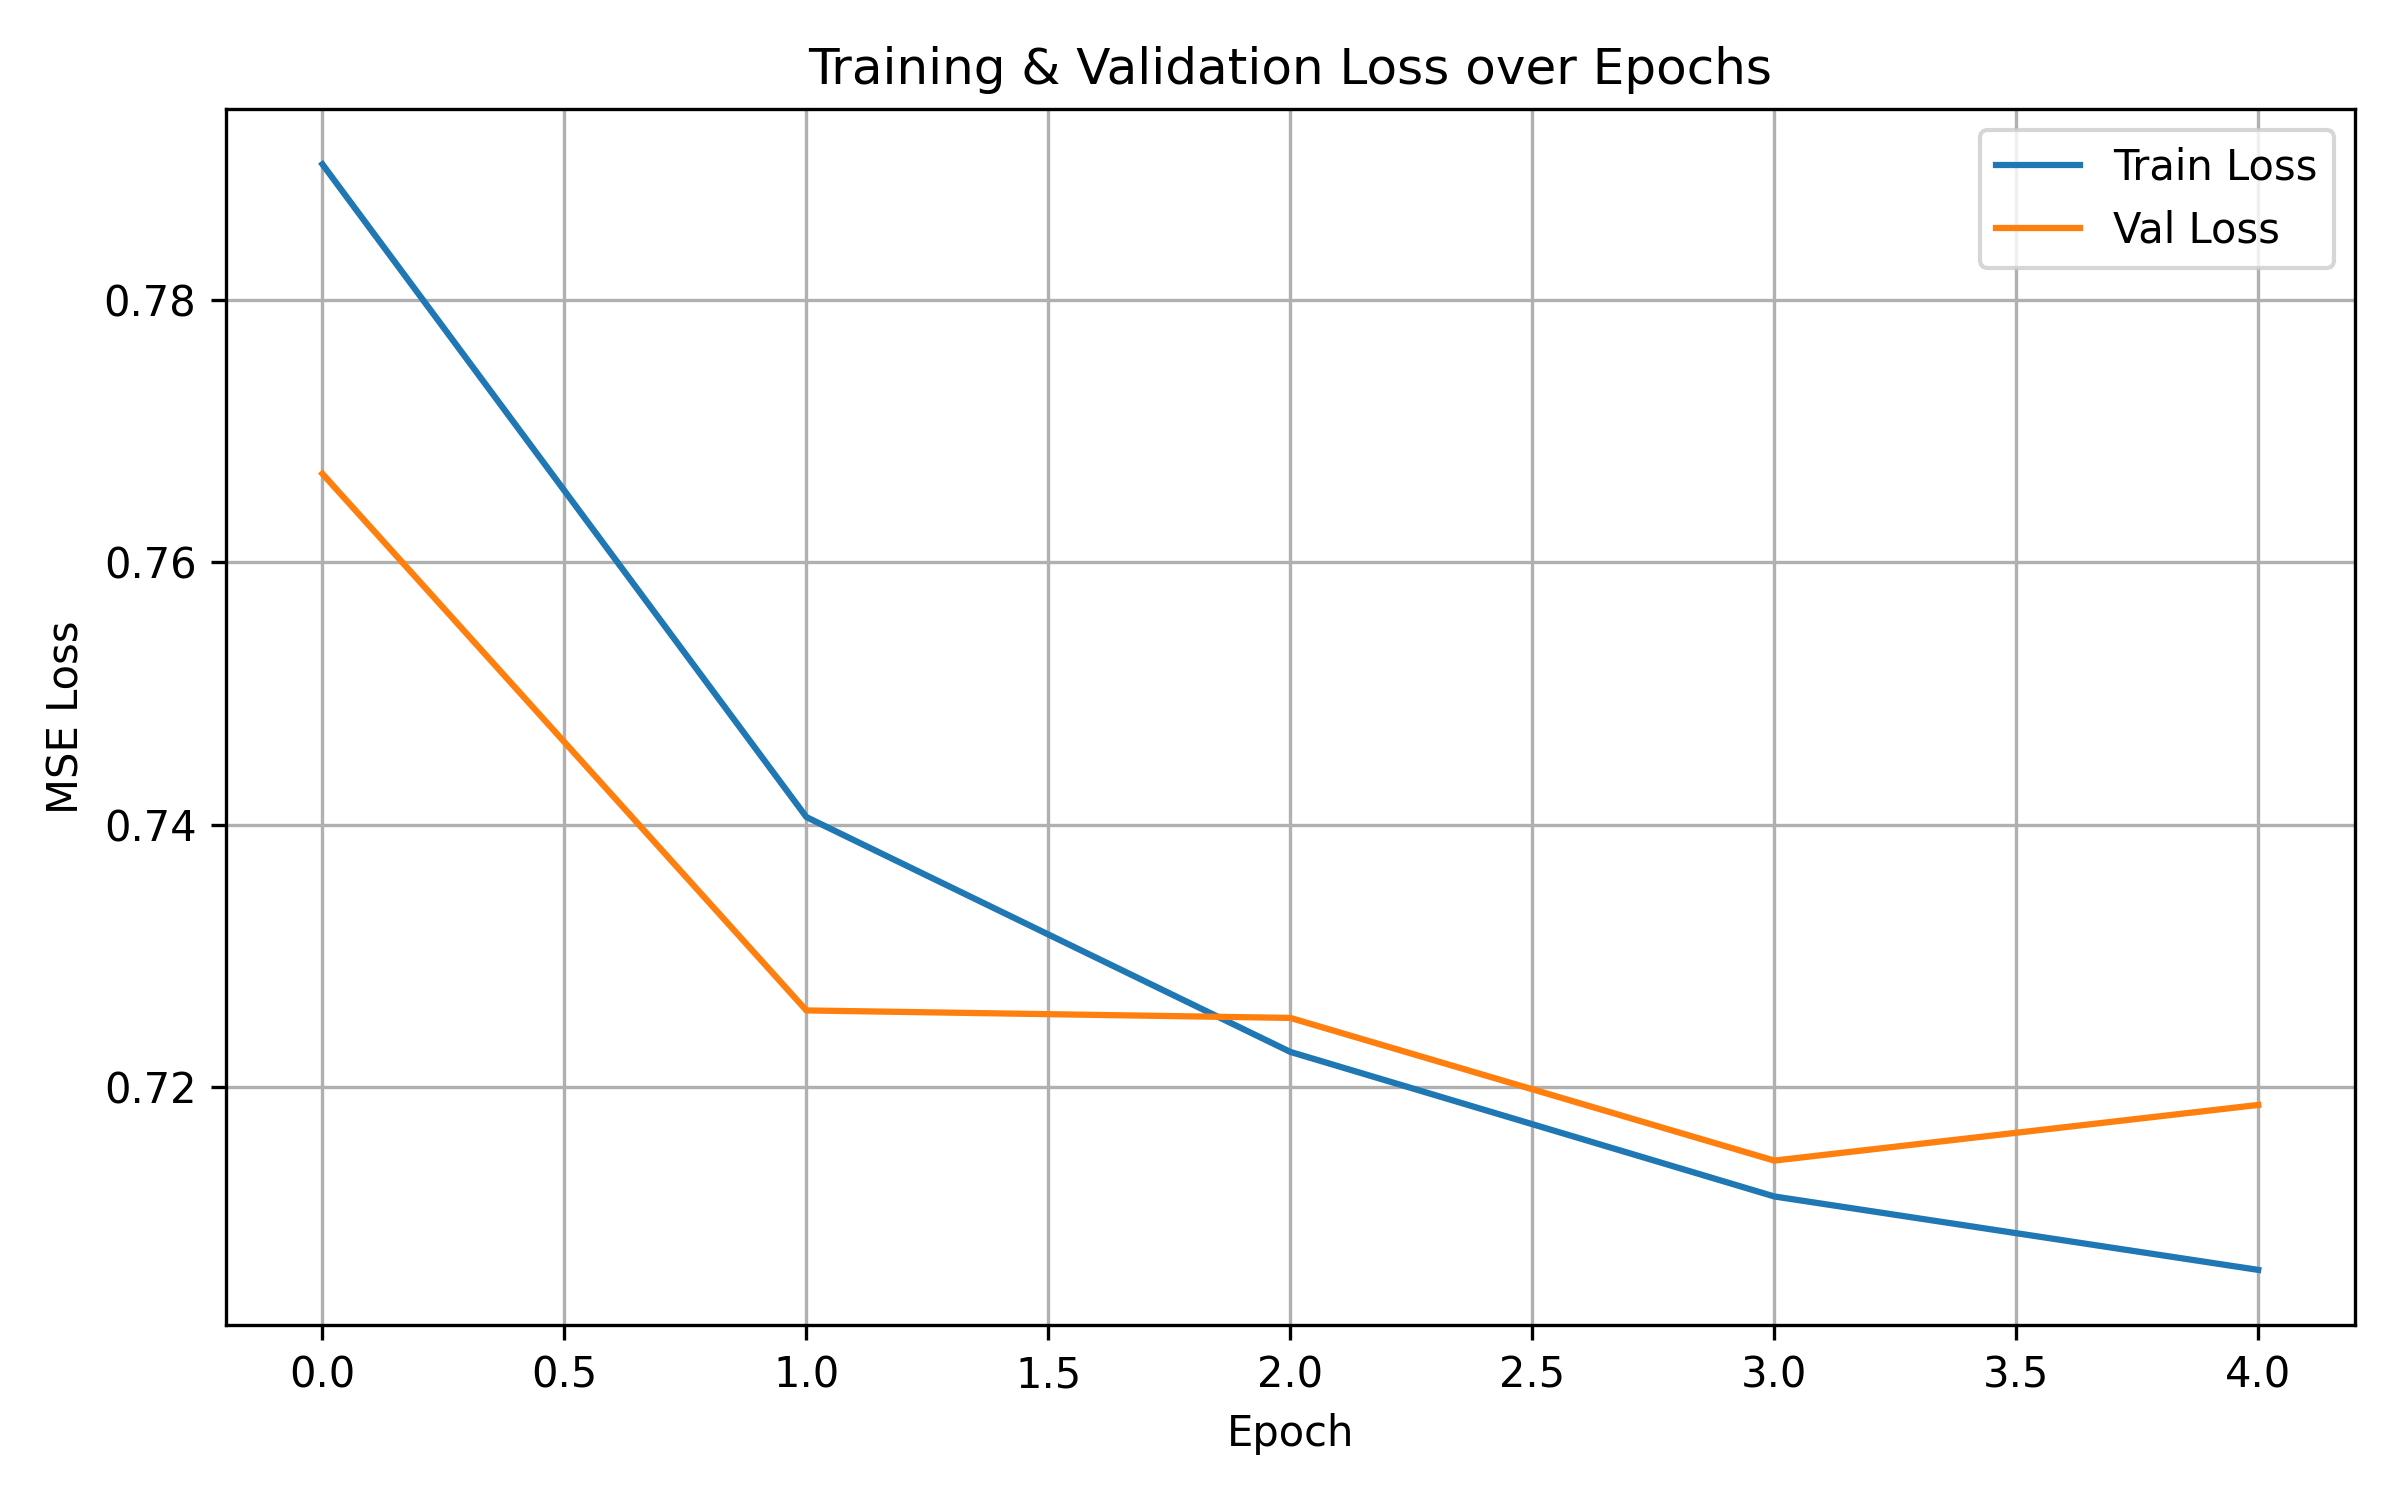 Training & Validation Loss over Epochs
Train Loss
Val Loss
MSE Loss
0.78
0.76
0.74
0.72
0.0 0.5 1.0 1.5 2.0 2.5 3.0 3.5 4.0
Epoch